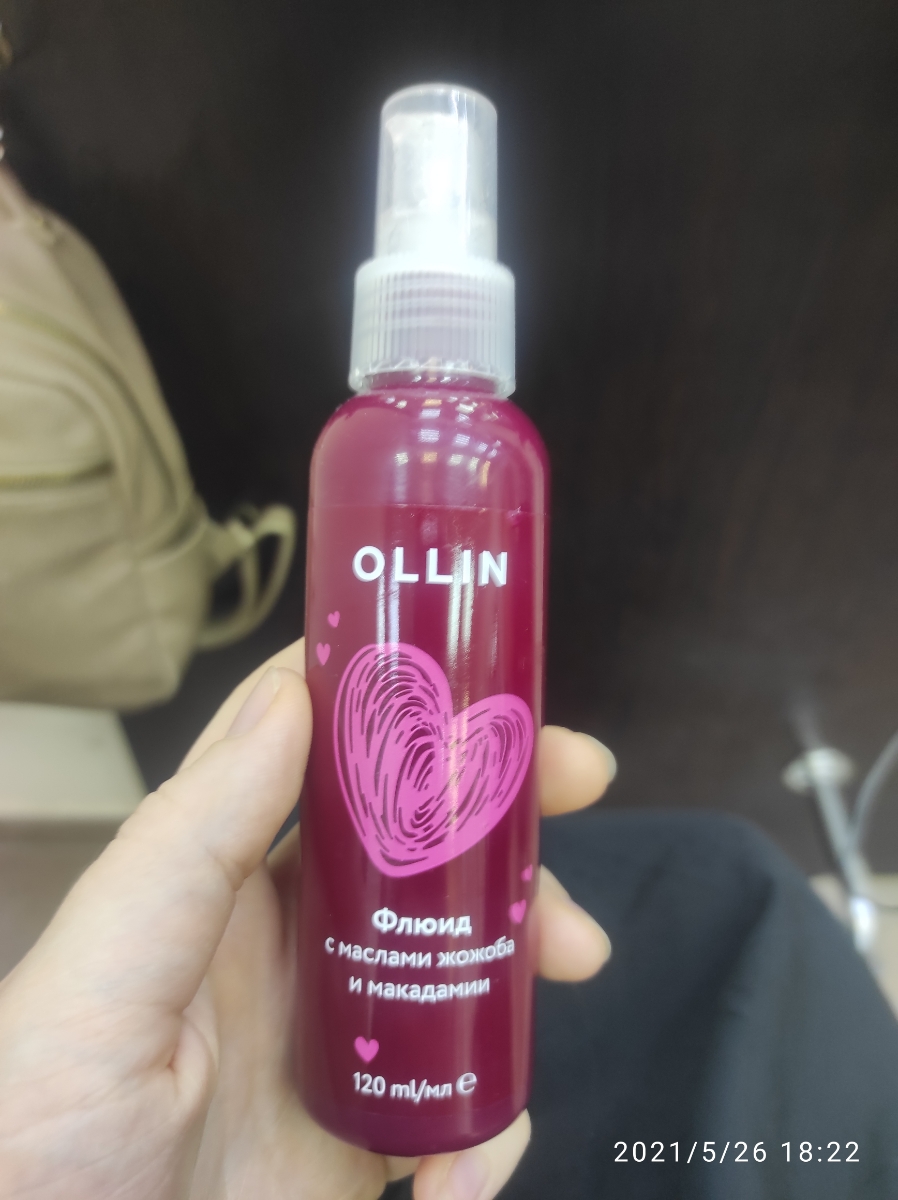 OLLIN
Флюид
с маслами жожоба
и макадамии
120 ml/мл ℮
2021/5/26 18:22